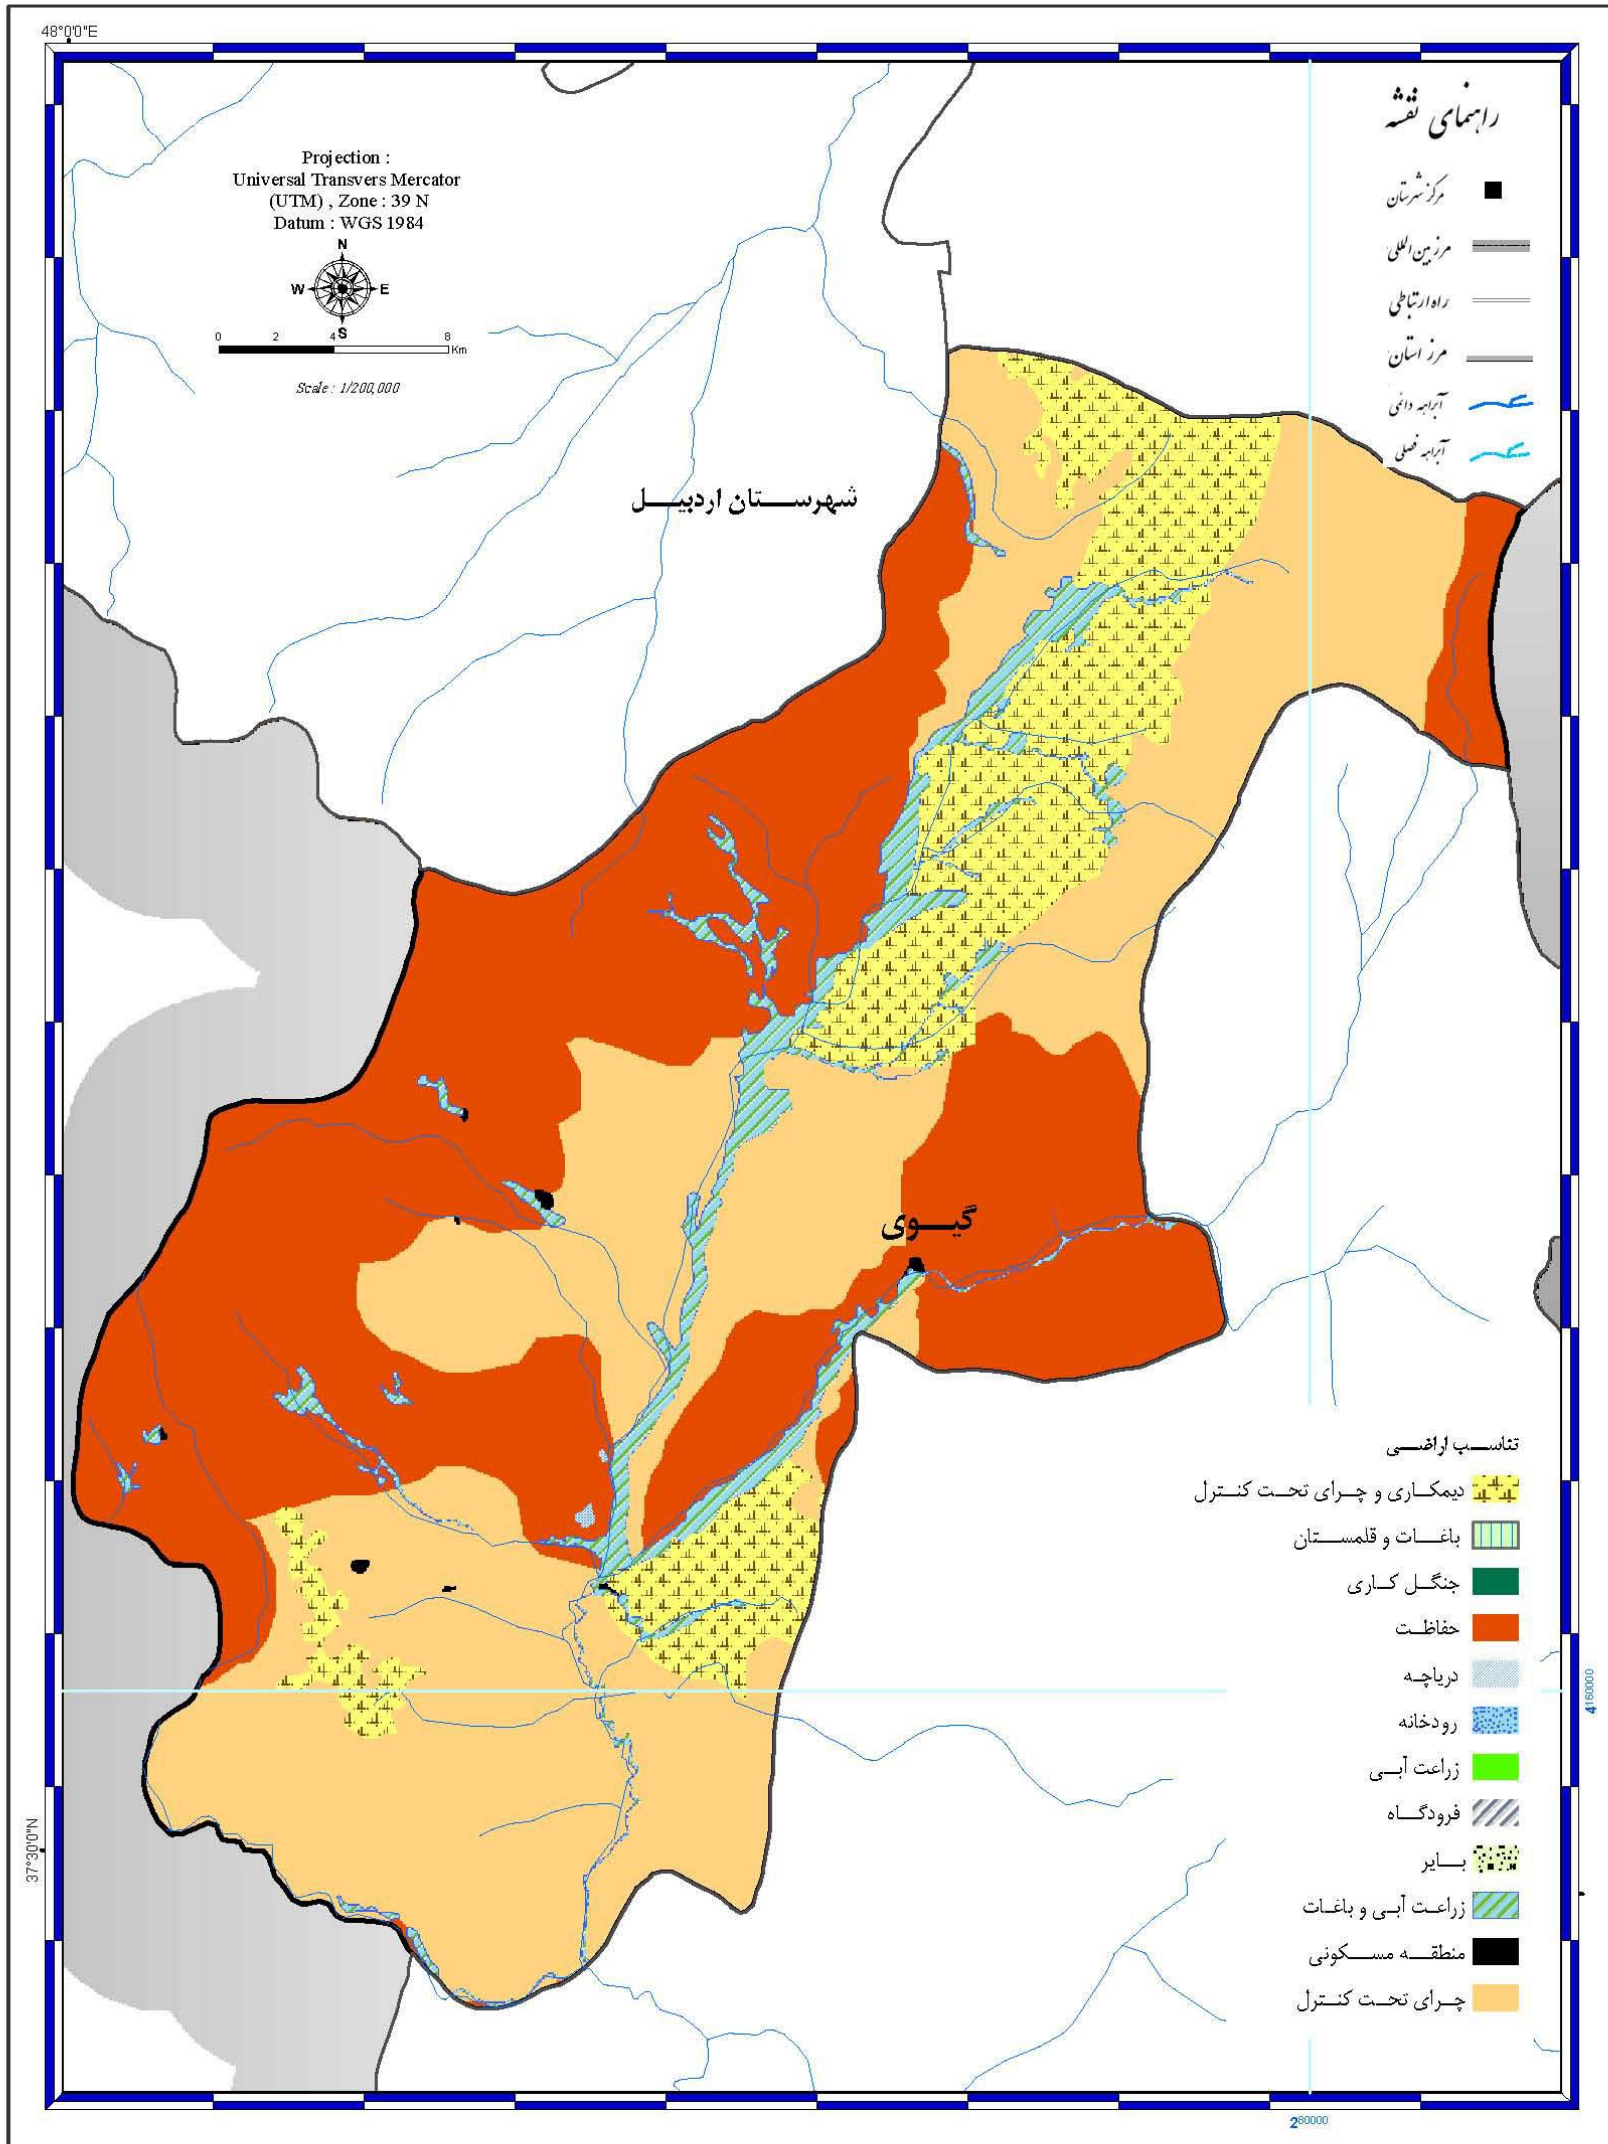 48°0'0"E
Projection :
Universal Transvers Mercator
(UTM) , Zone : 39 N
Datum : WGS 1984
N
W E
S
0 2 4 8
Km
Scale : 1/200,000
راهنمای نقشه
مرکز شهرستان
مرز بین المللی
راه ارتباطی
مرز استان
آبراهه دائمی
آبراهه فصلی
شهرستان اردبیل
گیوی
تناسب اراضی
دیمکاری و چرای تحت کنترل
باغات و قلمستان
جنگل کاری
حفاظت
دریاچه
رودخانه
زراعت آبی
فرودگاه
بایر
زراعت آبی و باغات
منطقه مسکونی
چرای تحت کنترل
37°30'0"N
4160000
280000